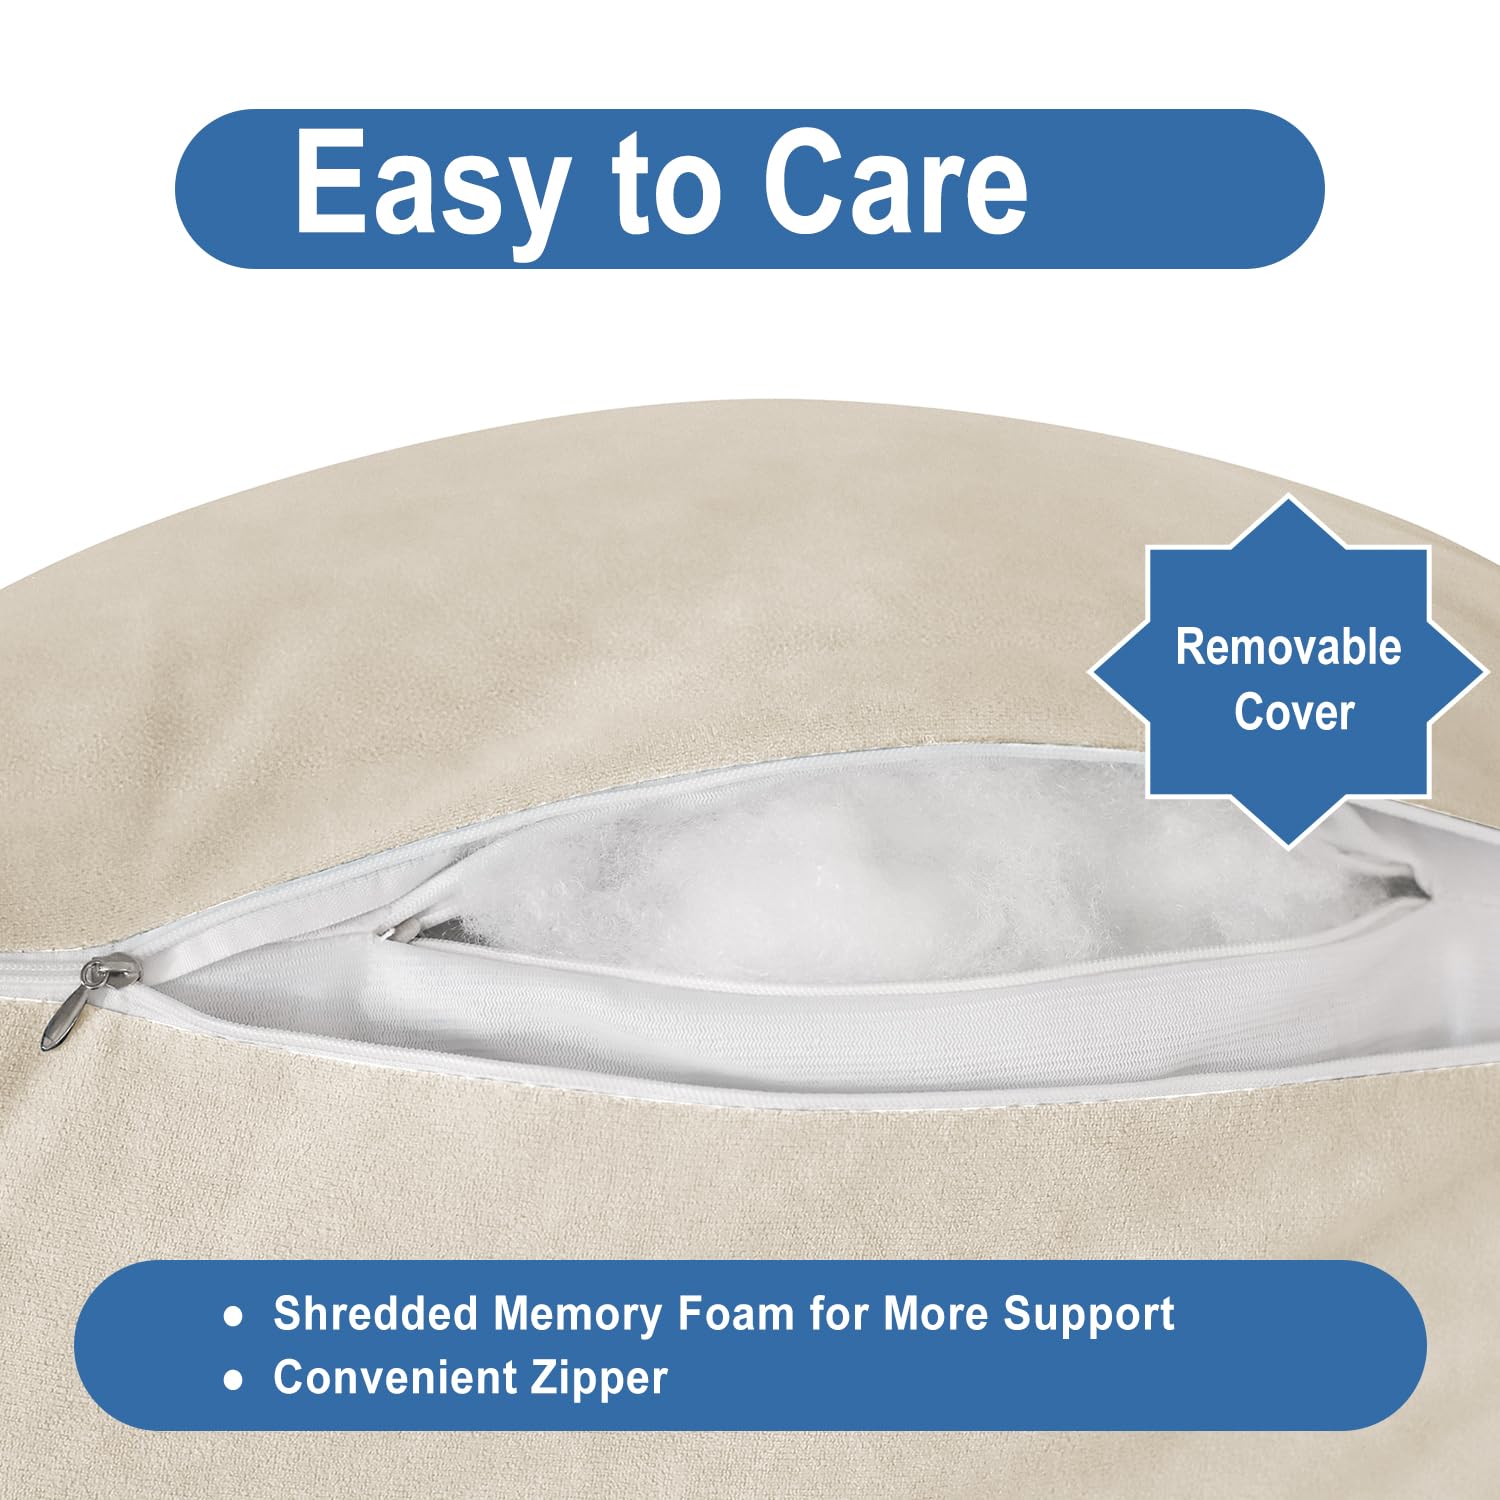 Easy to Care
Removable
Cover
● Shredded Memory Foam for More Support
● Convenient Zipper